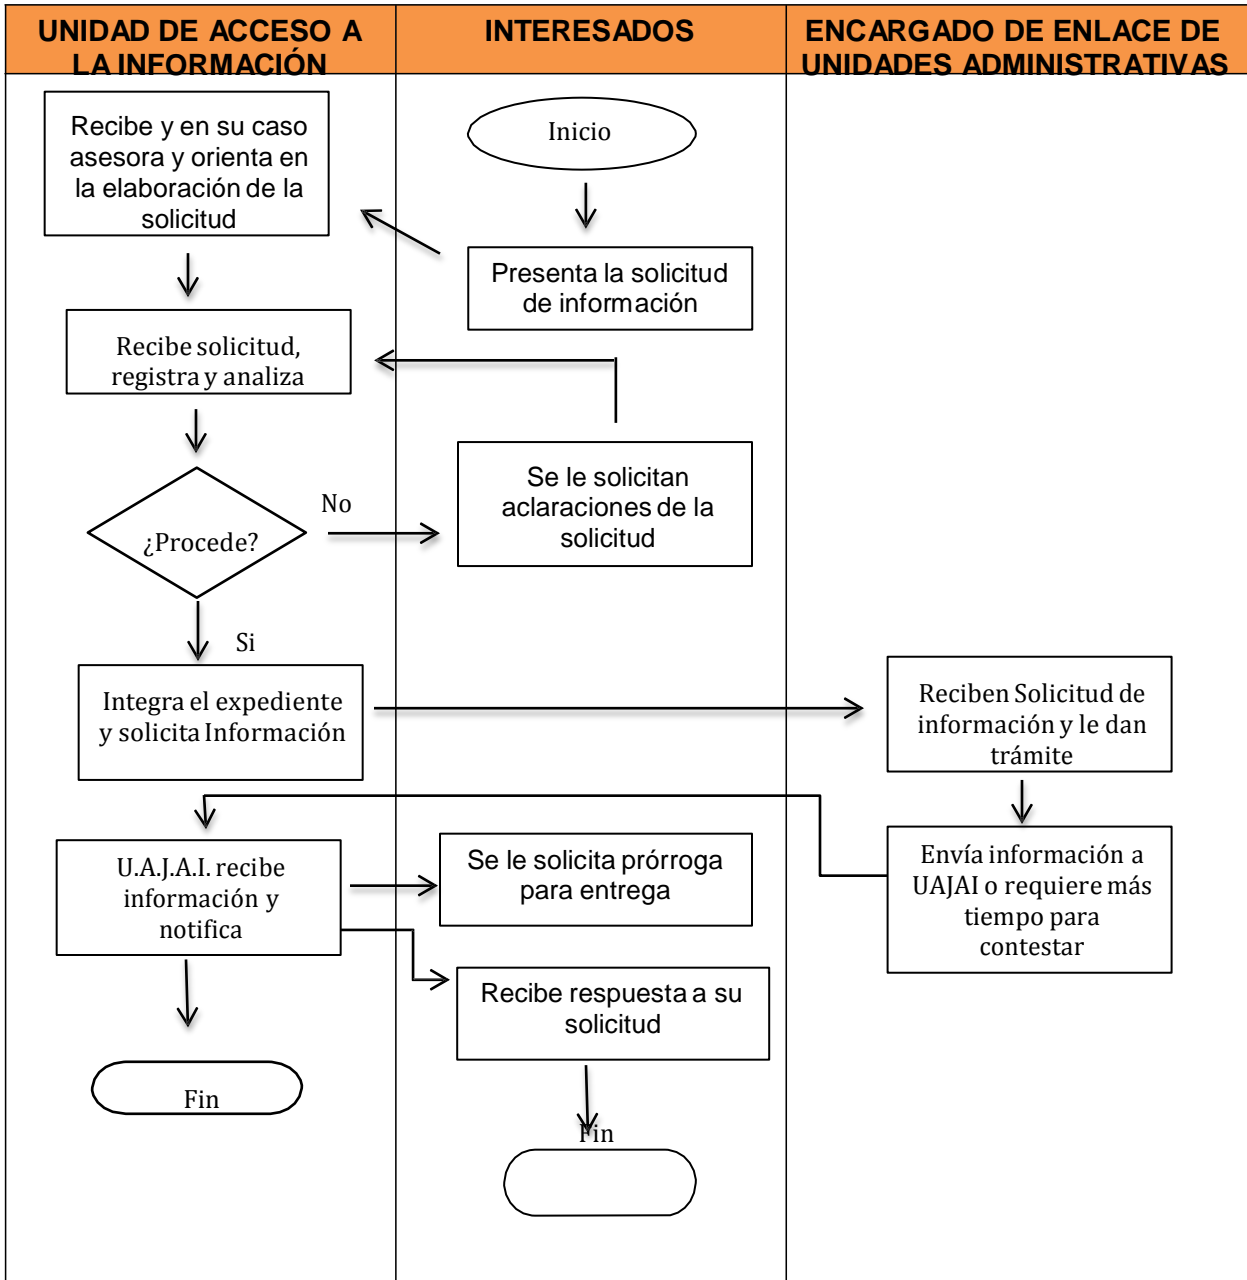 UNIDAD DE ACCESO A
LA INFORMACIÓN
INTERESADOS
ENCARGADO DE ENLACE DE
UNIDADES ADMINISTRATIVAS
Recibe y en su caso
asesora y orienta en
la elaboración de la
solicitud
Inicio
Presenta la solicitud
de información
Recibe solicitud,
registra y analiza
Se le solicitan
aclaraciones de la
solicitud
No
¿Procede?
Si
Integra el expediente
y solicita Información
Reciben Solicitud de
información y le dan
trámite
U.A.J.A.I. recibe
información y
notifica
Se le solicita prórroga
para entrega
Envía información a
UAJAI o requiere más
tiempo para
contestar
Recibe respuesta a su
solicitud
Fin
Fin